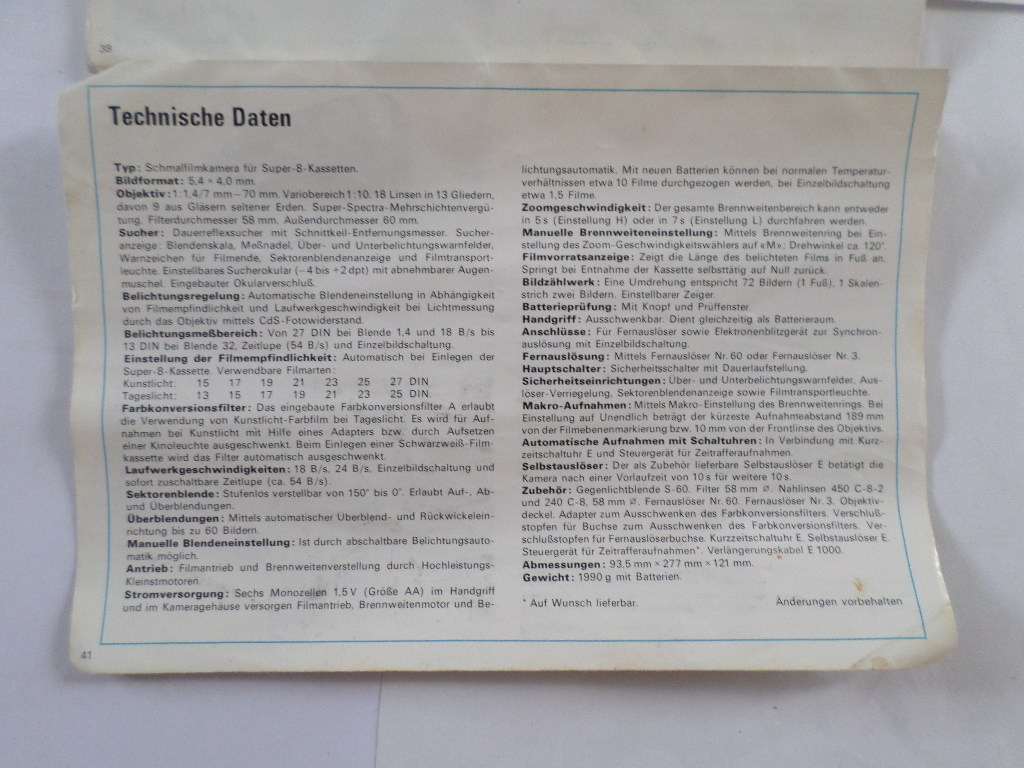 38
Technische Daten
Typ: Schmalfilmkamera für Super-8-Kassetten.
Bildformat: 5,4 × 4,0 mm.
Objektiv: 1:1,4/7 mm – 70 mm. Variobereich 1:10. 18 Linsen in 13 Gliedern,
davon 9 aus Gläsern seltener Erden. Super-Spectra-Mehrschichtenvergü-
tung. Filterdurchmesser 58 mm. Außendurchmesser 60 mm.
Sucher: Dauerreflexsucher mit Schnittkeil-Entfernungsmesser. Sucher-
anzeige: Blendenskala, Meßnadel, Über- und Unterbelichtungswarnfelder,
Warnzeichen für Filmende, Sektorenblendenanzeige und Filmtransport-
leuchte. Einstellbares Sucherokular (–4 bis +2 dpt) mit abnehmbarer Augen-
muschel. Eingebauter Okularverschluß.
Belichtungsregelung: Automatische Blendeneinstellung in Abhängigkeit
von Filmempfindlichkeit und Laufwerkgeschwindigkeit bei Lichtmessung
durch das Objektiv mittels CdS-Fotowiderstand.
Belichtungsmeßbereich: Von 27 DIN bei Blende 1,4 und 18 B/s bis
13 DIN bei Blende 32, Zeitlupe (54 B/s) und Einzelbildschaltung.
Einstellung der Filmempfindlichkeit: Automatisch bei Einlegen der
Super-8-Kassette. Verwendbare Filmarten:
Kunstlicht: 15 17 19 21 23 25 27 DIN
Tageslicht: 13 15 17 19 21 23 25 DIN.
Farbkonversionsfilter: Das eingebaute Farbkonversionsfilter A erlaubt
die Verwendung von Kunstlicht-Farbfilm bei Tageslicht. Es wird für Auf-
nahmen bei Kunstlicht mit Hilfe eines Adapters bzw. durch Aufsetzen
einer Kinoleuchte ausgeschwenkt. Beim Einlegen einer Schwarzweiß-Film-
kassette wird das Filter automatisch ausgeschwenkt.
Laufwerkgeschwindigkeiten: 18 B/s, 24 B/s, Einzelbildschaltung und
sofort zuschaltbare Zeitlupe (ca. 54 B/s).
Sektorenblende: Stufenlos verstellbar von 150° bis 0°. Erlaubt Auf-, Ab-
und Überblendungen.
Überblendungen: Mittels automatischer Überblend- und Rückwickelein-
richtung bis zu 60 Bildern.
Manuelle Blendeneinstellung: Ist durch abschaltbare Belichtungsauto-
matik möglich.
Antrieb: Filmantrieb und Brennweitenverstellung durch Hochleistungs-
Kleinstmotoren.
Stromversorgung: Sechs Monozellen 1,5 V (Größe AA) im Handgriff
und im Kameragehäuse versorgen Filmantrieb, Brennweitenmotor und Be-
lichtungsautomatik. Mit neuen Batterien können bei normalen Temperatur-
verhältnissen etwa 10 Filme durchgezogen werden, bei Einzelbildschaltung
etwa 1,5 Filme.
Zoomgeschwindigkeit: Der gesamte Brennweitenbereich kann entweder
in 5 s (Einstellung H) oder in 7 s (Einstellung L) durchfahren werden.
Manuelle Brennweiteneinstellung: Mittels Brennweitenring bei Ein-
stellung des Zoom-Geschwindigkeitswählers auf «M»; Drehwinkel ca. 120°.
Filmvorratsanzeige: Zeigt die Länge des belichteten Films in Fuß an.
Springt bei Entnahme der Kassette selbsttätig auf Null zurück.
Bildzählwerk: Eine Umdrehung entspricht 72 Bildern (1 Fuß), 1 Skalen-
strich zwei Bildern. Einstellbarer Zeiger.
Batterieprüfung: Mit Knopf und Prüffenster.
Handgriff: Ausschwenkbar. Dient gleichzeitig als Batterieraum.
Anschlüsse: Für Fernauslöser sowie Elektronenblitzgerät zur Synchron-
auslösung mit Einzelbildschaltung.
Fernauslösung: Mittels Fernauslöser Nr. 60 oder Fernauslöser Nr. 3.
Hauptschalter: Sicherheitsschalter mit Dauerlaufstellung.
Sicherheitseinrichtungen: Über- und Unterbelichtungswarnfelder, Aus-
löser-Verriegelung, Sektorenblendenanzeige sowie Filmtransportleuchte.
Makro-Aufnahmen: Mittels Makro-Einstellung des Brennweitenrings. Bei
Einstellung auf Unendlich beträgt der kürzeste Aufnahmeabstand 189 mm
von der Filmebenenmarkierung bzw. 10 mm von der Frontlinse des Objektivs.
Automatische Aufnahmen mit Schaltuhren: In Verbindung mit Kurz-
zeitschaltuhr E und Steuergerät für Zeitrafferaufnahmen.
Selbstauslöser: Der als Zubehör lieferbare Selbstauslöser E betätigt die
Kamera nach einer Vorlaufzeit von 10 s für weitere 10 s.
Zubehör: Gegenlichtblende S-60. Filter 58 mm ∅. Nahlinsen 450 C-8-2
und 240 C-8, 58 mm ∅. Fernauslöser Nr. 60. Fernauslöser Nr. 3. Objektiv-
deckel. Adapter zum Ausschwenken des Farbkonversionsfilters. Verschluß-
stopfen für Buchse zum Ausschwenken des Farbkonversionsfilters. Ver-
schlußstopfen für Fernauslöserbuchse. Kurzzeitschaltuhr E. Selbstauslöser E.
Steuergerät für Zeitrafferaufnahmen*. Verlängerungskabel E 1000.
Abmessungen: 93,5 mm × 277 mm × 121 mm.
Gewicht: 1990 g mit Batterien.
* Auf Wunsch lieferbar. Änderungen vorbehalten
41